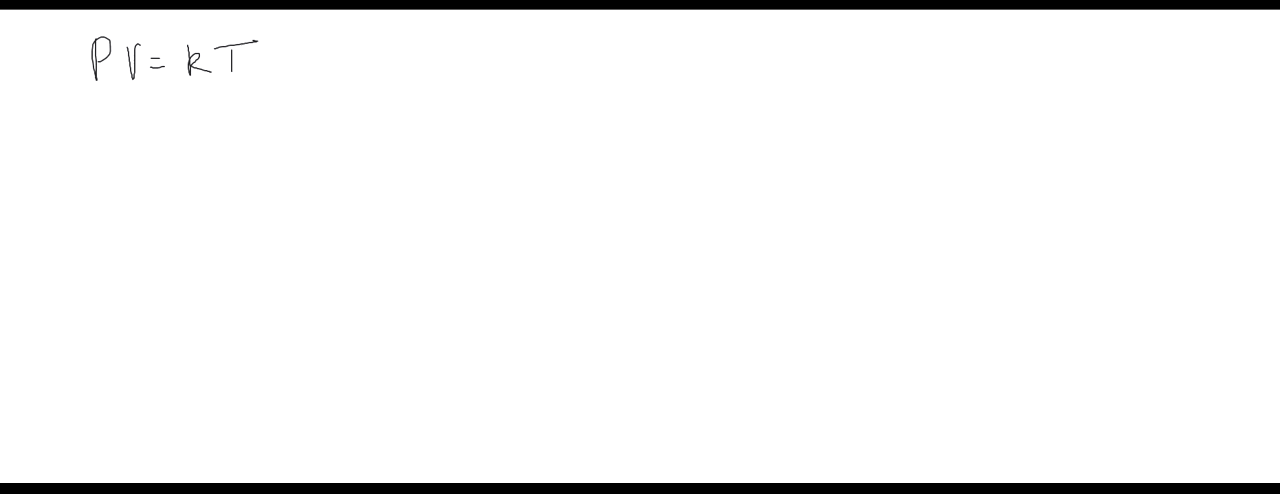 PV = kT